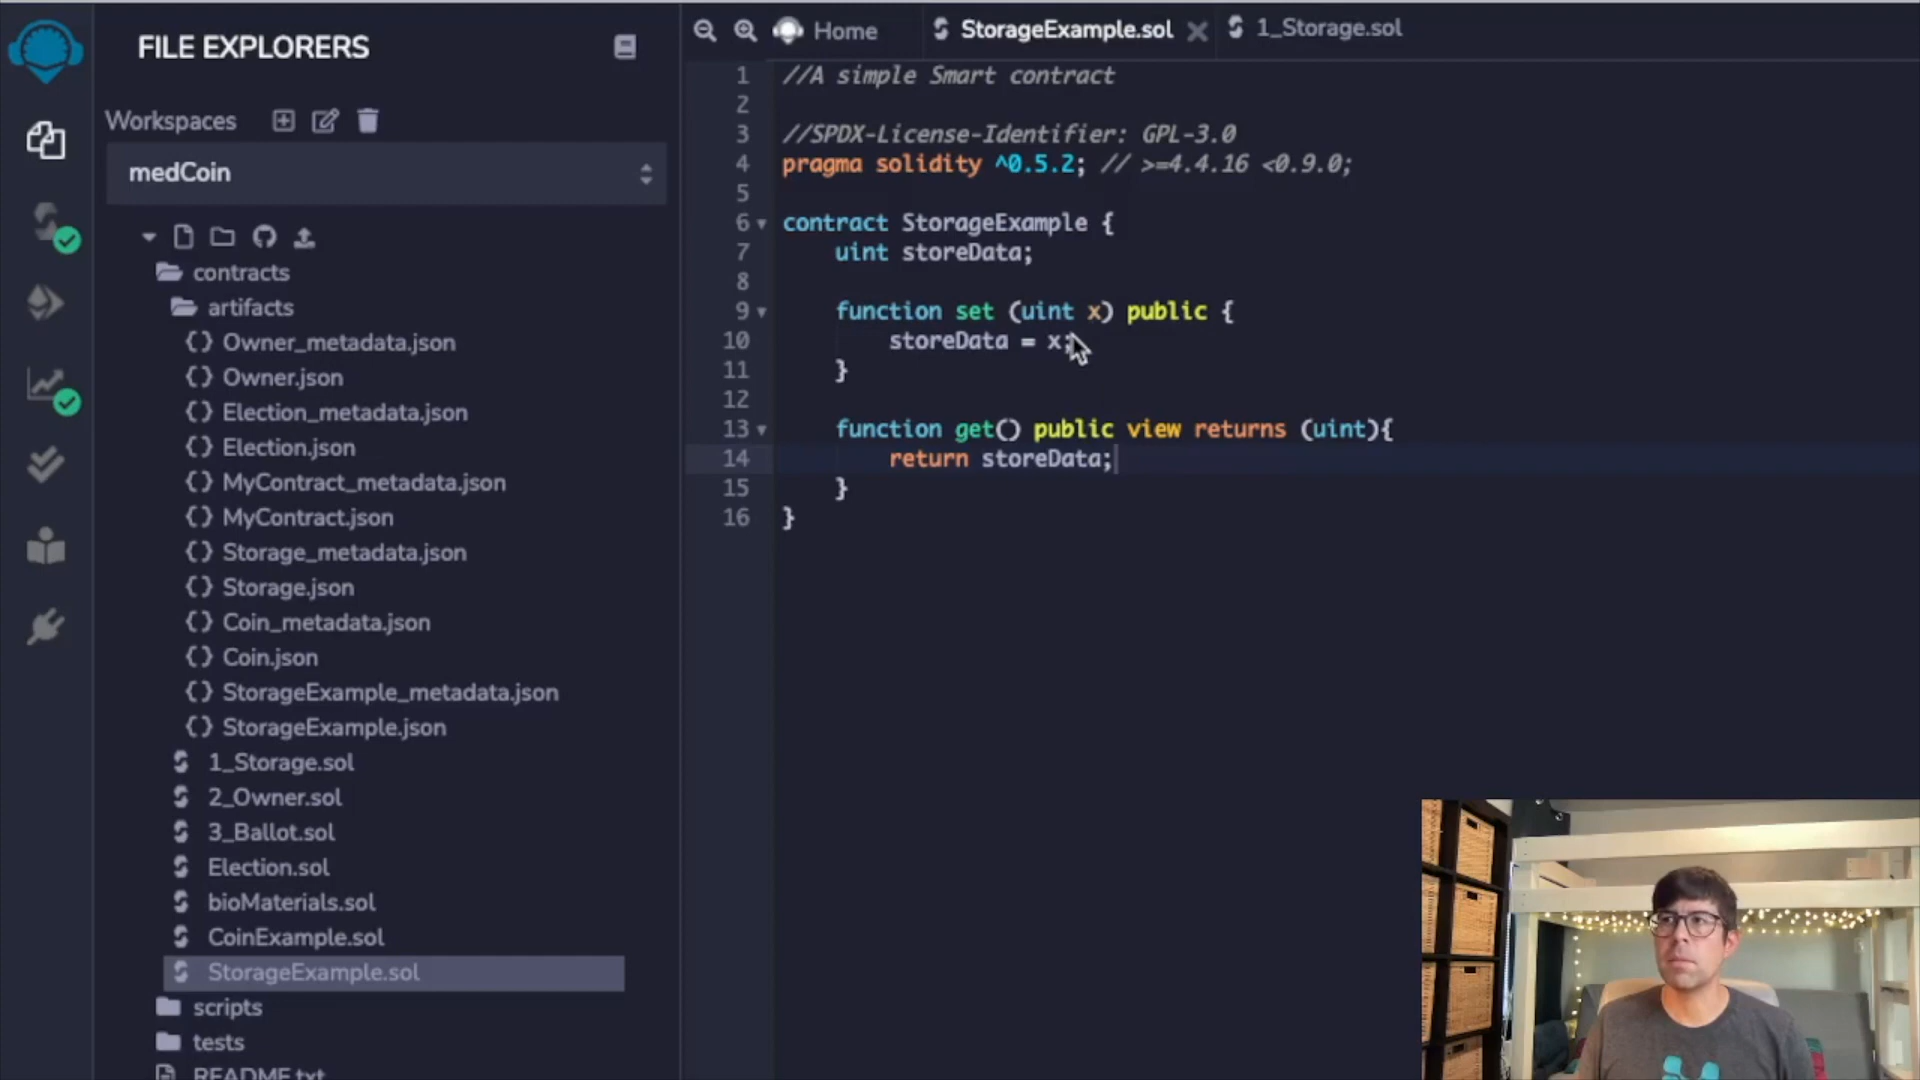 FILE EXPLORERS
Workspaces
medCoin
contracts
artifacts
Owner_metadata.json
Owner.json
Election_metadata.json
Election.json
MyContract_metadata.json
MyContract.json
Storage_metadata.json
Storage.json
Coin_metadata.json
Coin.json
StorageExample_metadata.json
StorageExample.json
1_Storage.sol
2_Owner.sol
3_Ballot.sol
Election.sol
bioMaterials.sol
CoinExample.sol
StorageExample.sol
scripts
tests
README.txt
Home StorageExample.sol 1_Storage.sol
1 //A simple Smart contract
2
3 //SPDX-License-Identifier: GPL-3.0
4 pragma solidity ^0.5.2; // >=4.4.16 <0.9.0;
5
6 contract StorageExample {
7 uint storeData;
8
9 function set (uint x) public {
10 storeData = x;
11 }
12
13 function get() public view returns (uint){
14 return storeData;
15 }
16 }